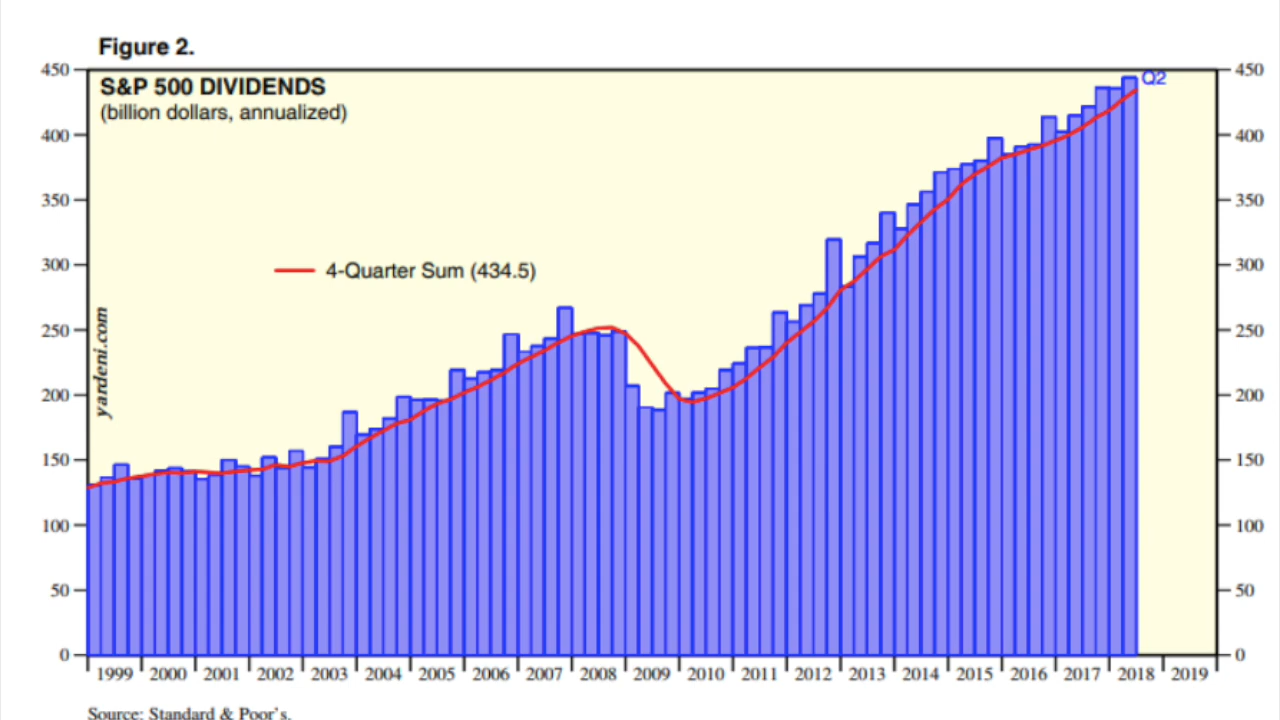 Figure 2.
450 450
S&P 500 DIVIDENDS
Q2
(billion dollars, annualized)
400 400
350 350
300 300
4-Quarter Sum (434.5)
yardeni.com
250 250
200 200
150 150
100 100
50 50
0 0
1999 2000 2001 2002 2003 2004 2005 2006 2007 2008 2009 2010 2011 2012 2013 2014 2015 2016 2017 2018 2019
Source: Standard & Poor's.